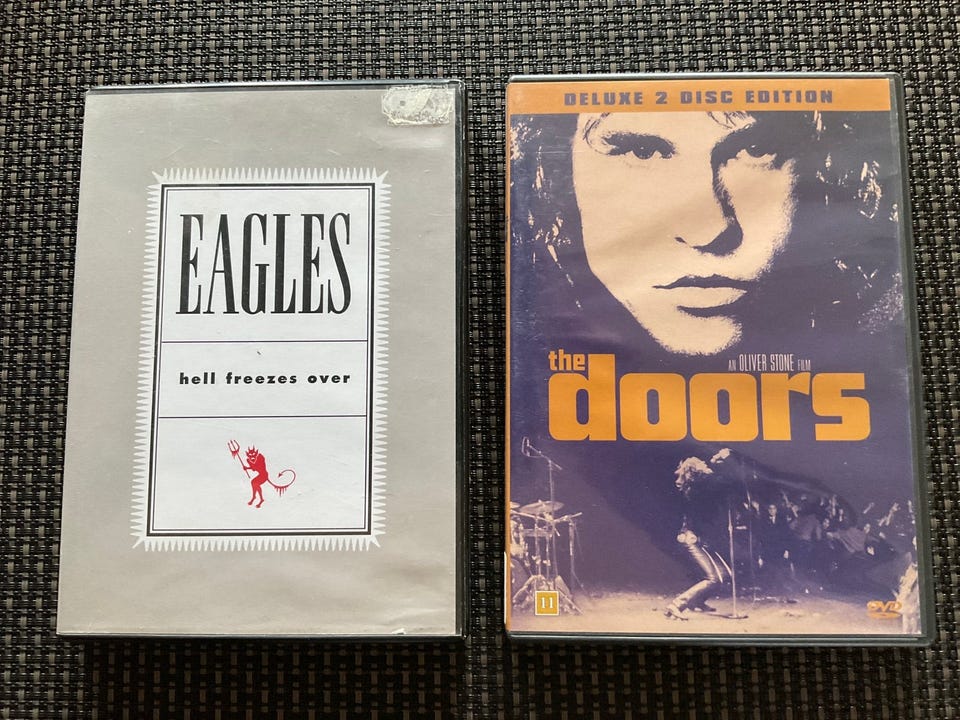 EAGLES
hell freezes over
DELUXE 2 DISC EDITION
AN OLIVER STONE FILM
the
doors
11
DVD